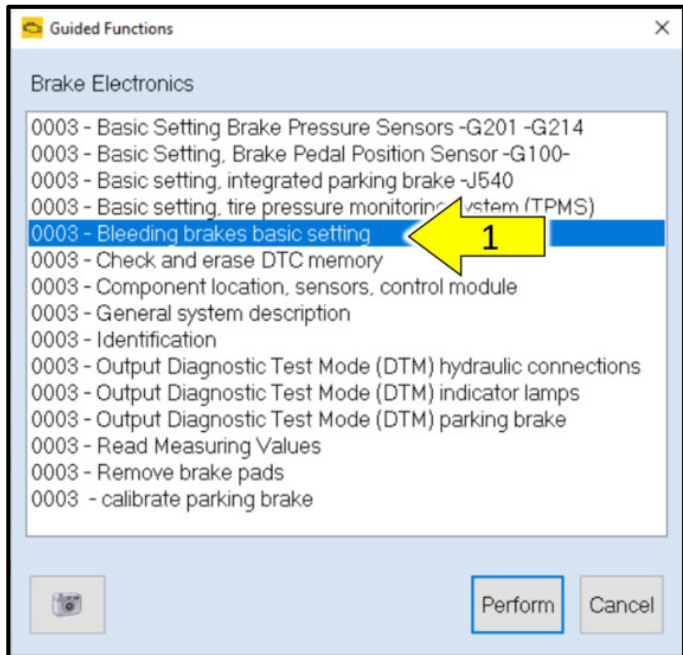 Guided Functions
Brake Electronics
0003 - Basic Setting Brake Pressure Sensors -G201 -G214
0003 - Basic Setting, Brake Pedal Position Sensor -G100-
0003 - Basic setting, integrated parking brake -J540
0003 - Basic setting, tire pressure monitoring system (TPMS)
0003 - Bleeding brakes basic setting
1
0003 - Check and erase DTC memory
0003 - Component location, sensors, control module
0003 - General system description
0003 - Identification
0003 - Output Diagnostic Test Mode (DTM) hydraulic connections
0003 - Output Diagnostic Test Mode (DTM) indicator lamps
0003 - Output Diagnostic Test Mode (DTM) parking brake
0003 - Read Measuring Values
0003 - Remove brake pads
0003 - calibrate parking brake
Perform Cancel